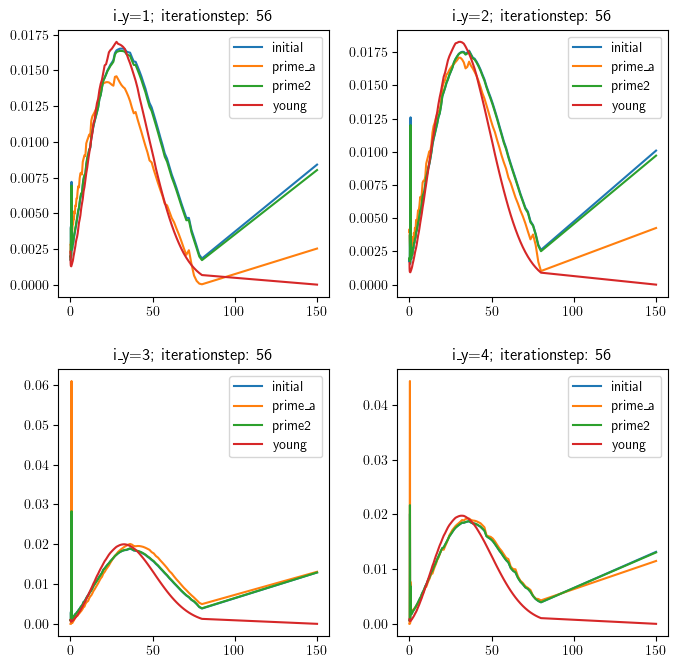 i_y=1; iterationstep: 56
0.0175
0.0150
0.0125
0.0100
0.0075
0.0050
0.0025
0.0000
0
50
100
150
initial
prime_a
prime2
young
i_y=2; iterationstep: 56
0.0175
0.0150
0.0125
0.0100
0.0075
0.0050
0.0025
0.0000
0
50
100
150
initial
prime_a
prime2
young
i_y=3; iterationstep: 56
0.06
0.05
0.04
0.03
0.02
0.01
0.00
0
50
100
150
initial
prime_a
prime2
young
i_y=4; iterationstep: 56
0.04
0.03
0.02
0.01
0.00
0
50
100
150
initial
prime_a
prime2
young